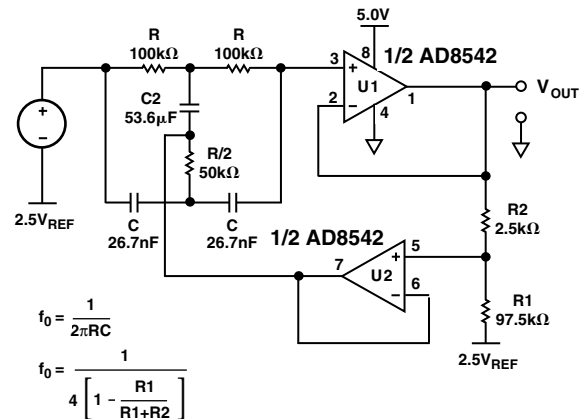 5.0V
R
100kΩ
R
100kΩ
3
8
1/2 AD8542
+
U1
–
2
4
1
V_OUT
C2
53.6μF
+
–
R/2
50kΩ
2.5V_REF
C
26.7nF
C
26.7nF
1/2 AD8542
R2
2.5kΩ
7
U2
+
5
–
6
R1
97.5kΩ
2.5V_REF
f₀ = 1 / 2πRC
f₀ = 1 / 4 [ 1 - R1 / R1+R2 ]